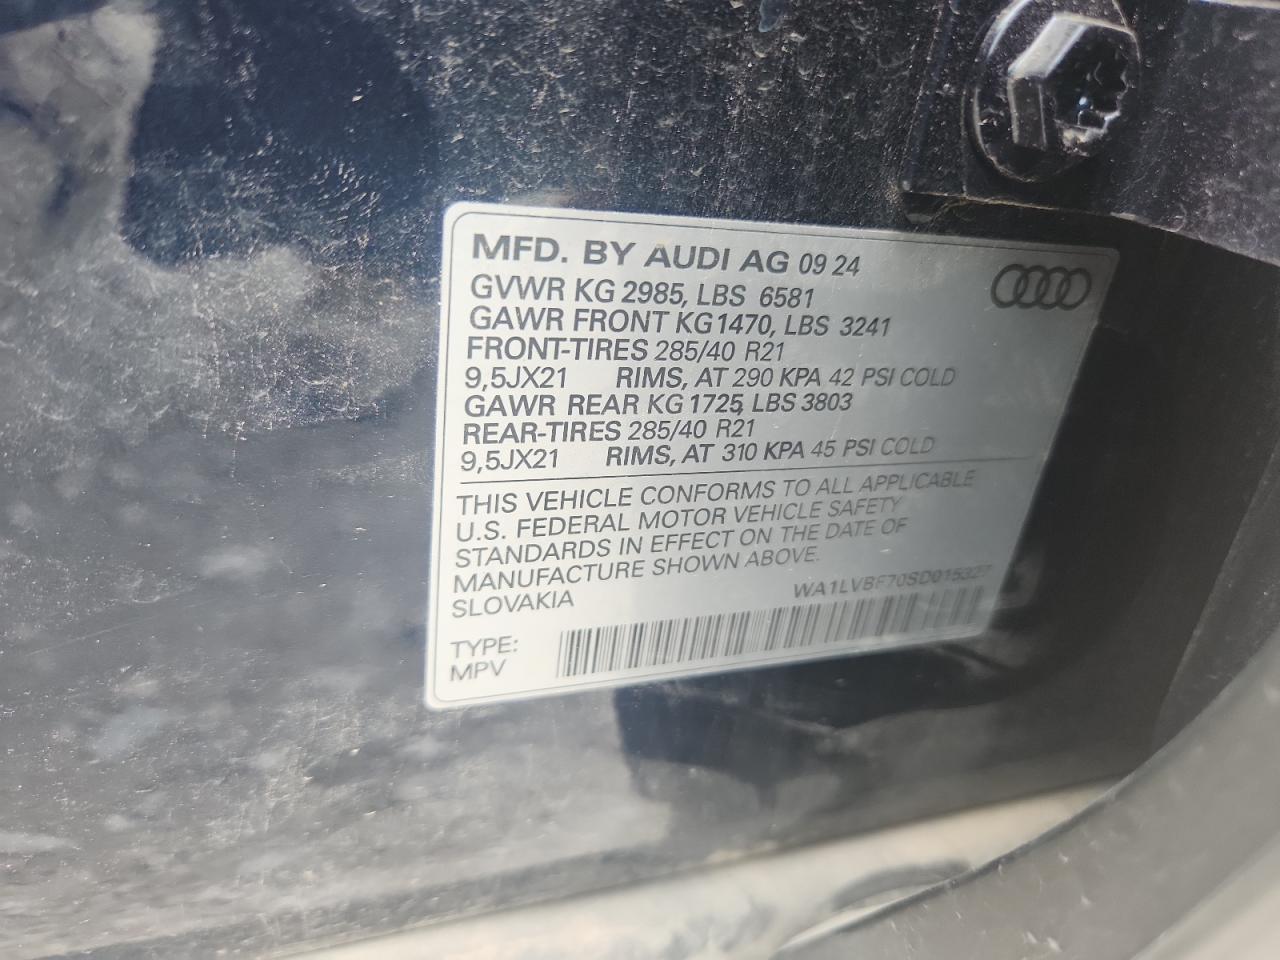 MFD. BY AUDI AG 09 24
GVWR KG 2985, LBS 6581
GAWR FRONT KG 1470, LBS 3241
FRONT-TIRES 285/40 R21
9,5JX21 RIMS, AT 290 KPA 42 PSI COLD
GAWR REAR KG 1725, LBS 3803
REAR-TIRES 285/40 R21
9,5JX21 RIMS, AT 310 KPA 45 PSI COLD
THIS VEHICLE CONFORMS TO ALL APPLICABLE
U.S. FEDERAL MOTOR VEHICLE SAFETY
STANDARDS IN EFFECT ON THE DATE OF
MANUFACTURE SHOWN ABOVE.
SLOVAKIA WA1LVBF70SD015327
TYPE:
MPV